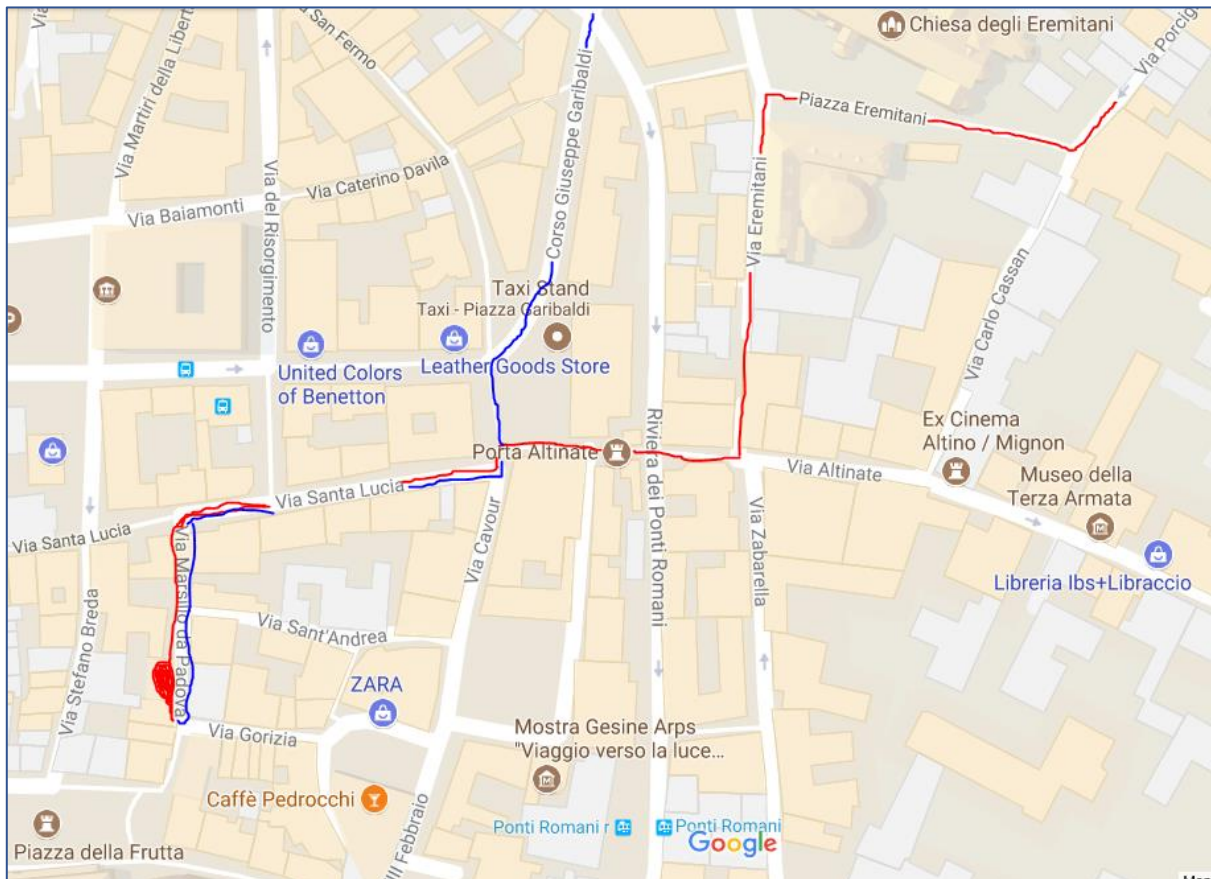 Via San Fermo
Chiesa degli Eremitani
Via Martiri della Libert
Via Porcig
Piazza Eremitani
Corso Giuseppe Garibaldi
Via Caterino Davila
Via Baiamonti
Via del Risorgimento
Via Eremitani
Taxi Stand
Taxi - Piazza Garibaldi
Via Carlo Cassan
United Colors
of Benetton
Leather Goods Store
Riviera dei Ponti Romani
Ex Cinema
Altino / Mignon
Porta Altinate
Via Altinate
Museo della
Terza Armata
Via Santa Lucia
Via Santa Lucia
Via Cavour
Via Zabarella
Libreria Ibs+Libraccio
Via Marsilio da Padova
Via Stefano Breda
Via Sant'Andrea
ZARA
Via Gorizia
Mostra Gesine Arps
"Viaggio verso la luce...
Caffè Pedrocchi
III Febbraio
Ponti Romani r
Ponti Romani
Google
Piazza della Frutta